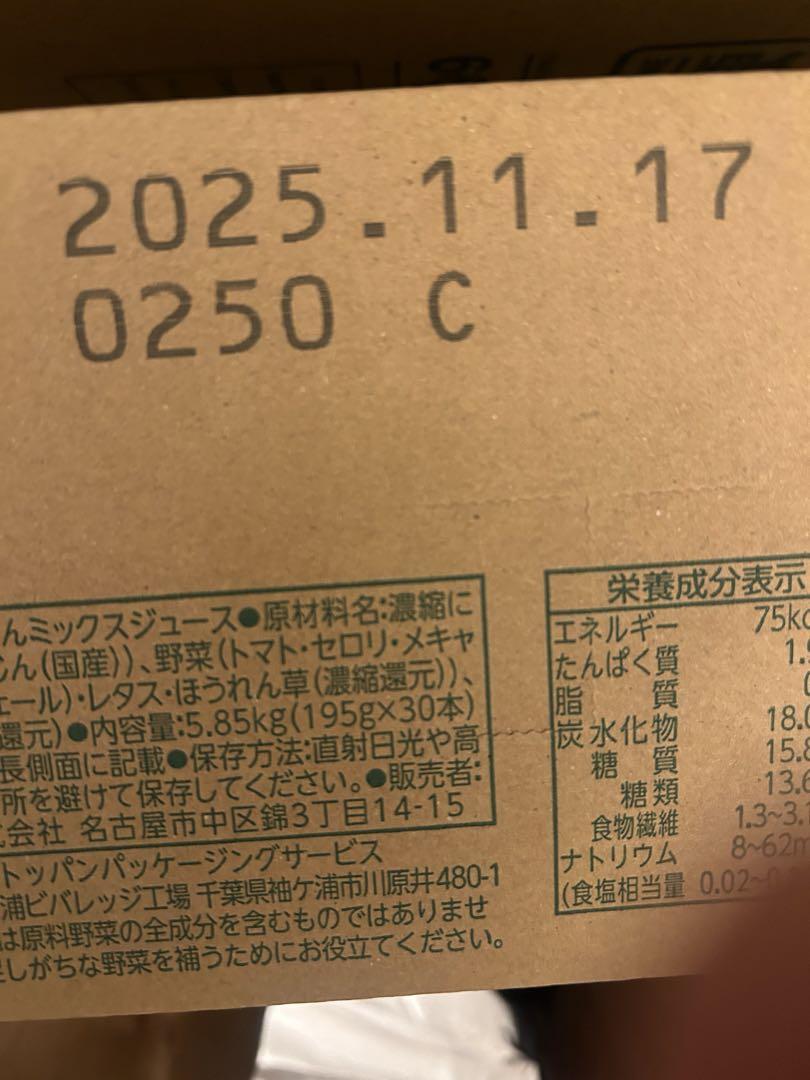 2025.11.17
0250 C
んミックスジュース●原材料名:濃縮に
じん(国産))、野菜(トマト・セロリ・メキャ
ェール)・レタス・ほうれん草(濃縮還元))、
還元)●内容量:5.85kg(195g×30本)
長側面に記載●保存方法:直射日光や高
所を避けて保存してください。●販売者:
式会社 名古屋市中区錦3丁目14-15
トッパンパッケージングサービス
浦ビバレッジ工場 千葉県袖ケ浦市川原井480-1
は原料野菜の全成分を含むものではありませ
足しがちな野菜を補うためにお役立てください。
栄養成分表示
エネルギー 75kc
たんぱく質 1.9
脂質 0
炭水化物 18.0
糖質 15.8
糖類 13.6
食物繊維 1.3~3.1
ナトリウム 8~62m
(食塩相当量 0.02~